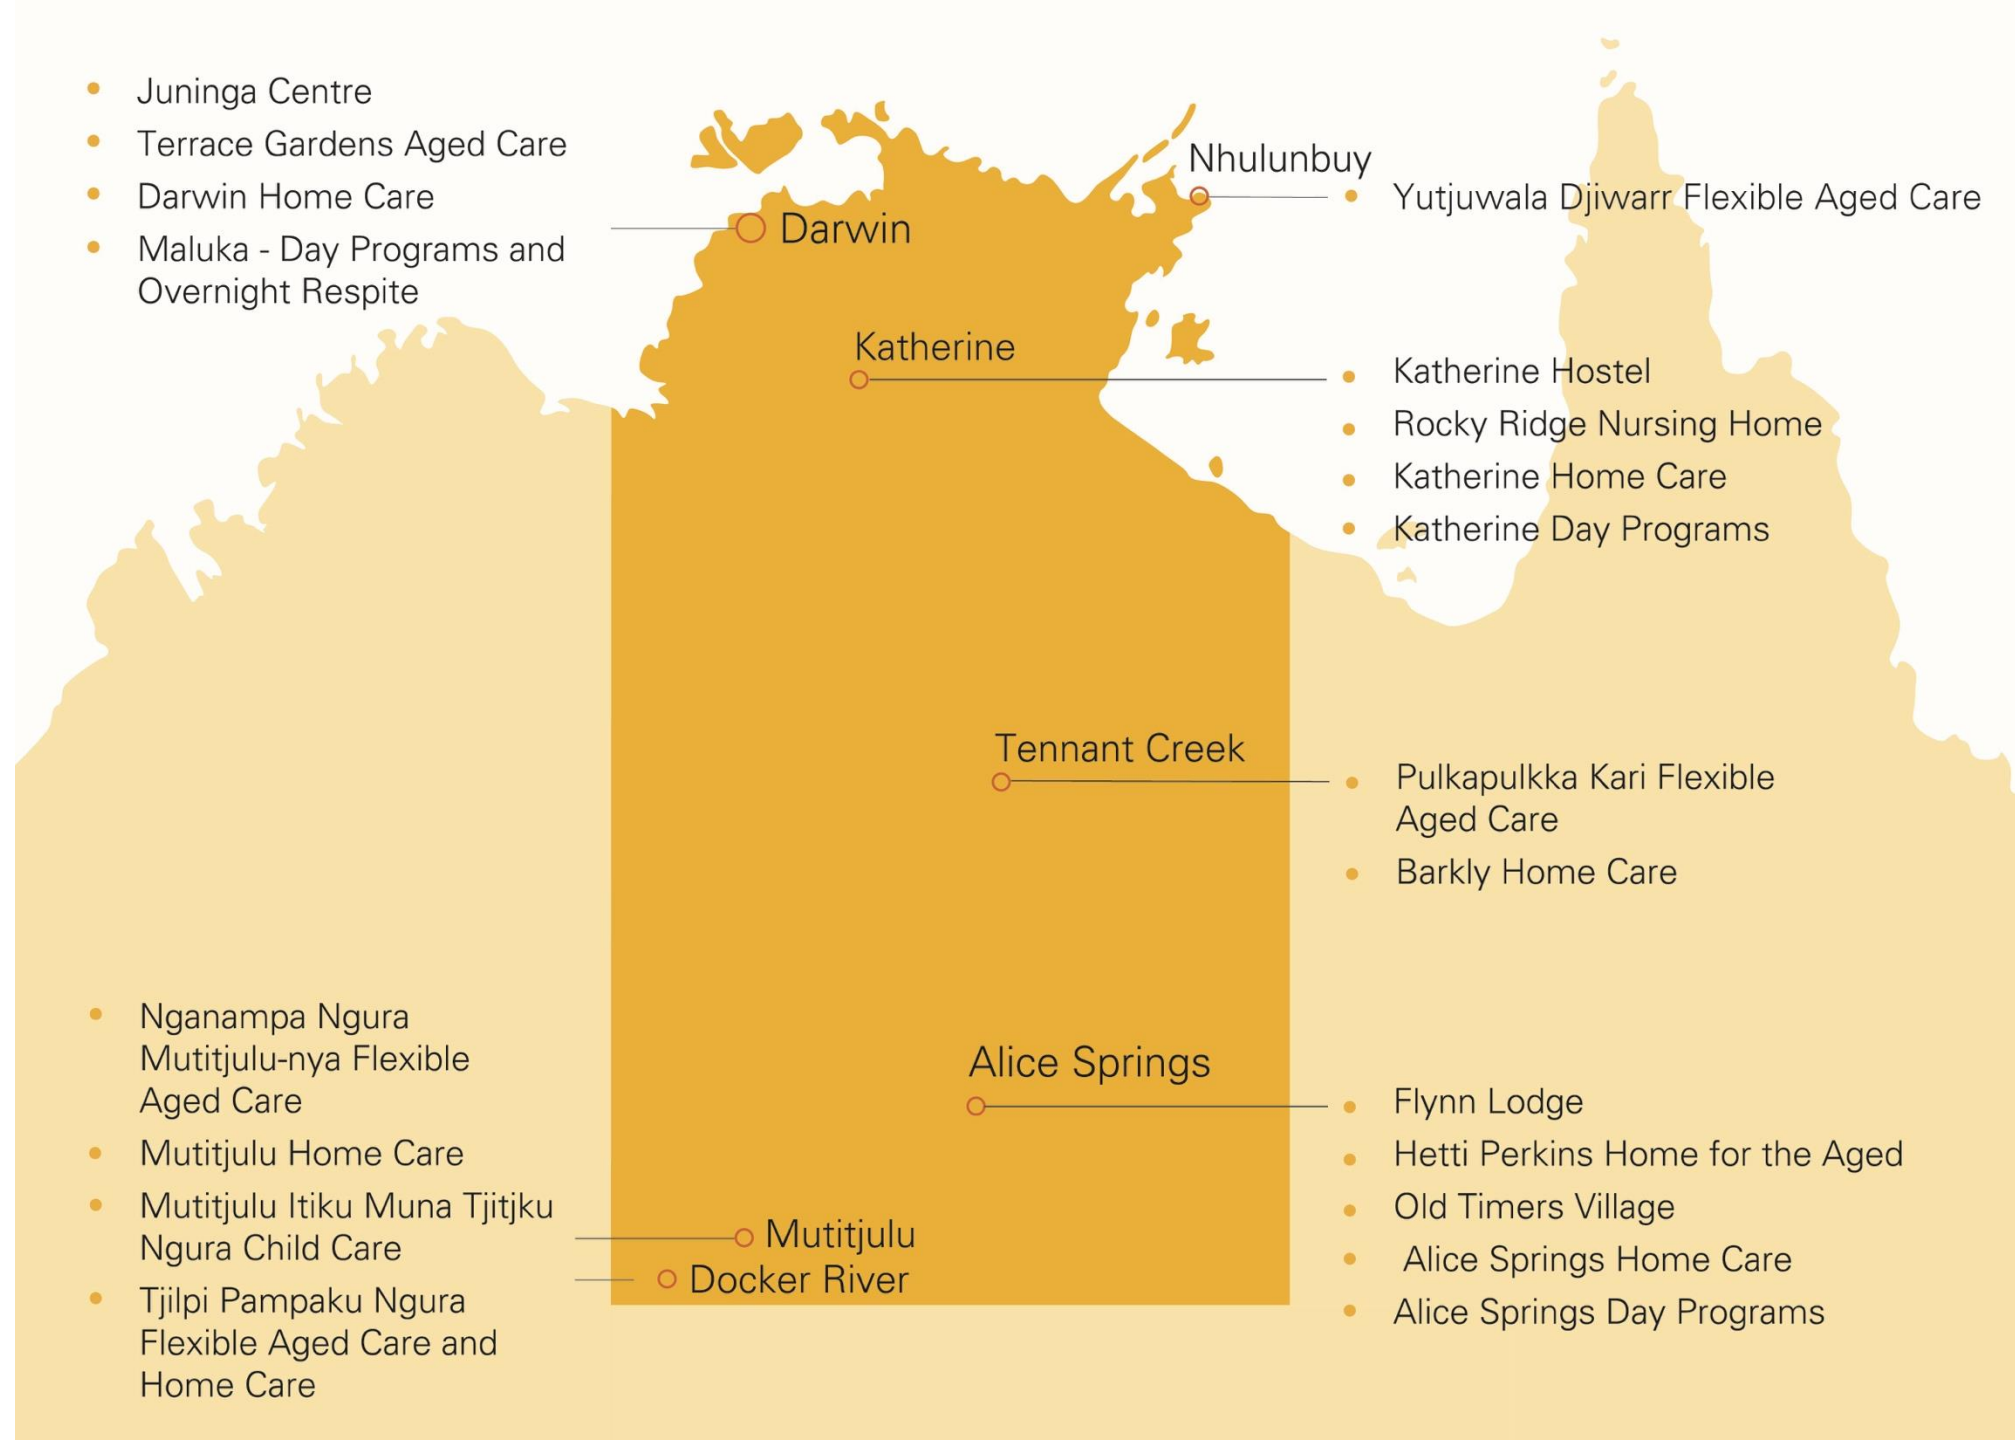 Juninga Centre
Terrace Gardens Aged Care
Darwin Home Care
Maluka - Day Programs and
Overnight Respite
Darwin
Nhulunbuy
Yutjuwala Djiwarr Flexible Aged Care
Katherine
Katherine Hostel
Rocky Ridge Nursing Home
Katherine Home Care
Katherine Day Programs
Tennant Creek
Pulkapulkka Kari Flexible
Aged Care
Barkly Home Care
Nganampa Ngura
Mutitjulu-nya Flexible
Aged Care
Mutitjulu Home Care
Mutitjulu Itiku Muna Tjitjku
Ngura Child Care
Tjilpi Pampaku Ngura
Flexible Aged Care and
Home Care
Mutitjulu
Docker River
Alice Springs
Flynn Lodge
Hetti Perkins Home for the Aged
Old Timers Village
Alice Springs Home Care
Alice Springs Day Programs